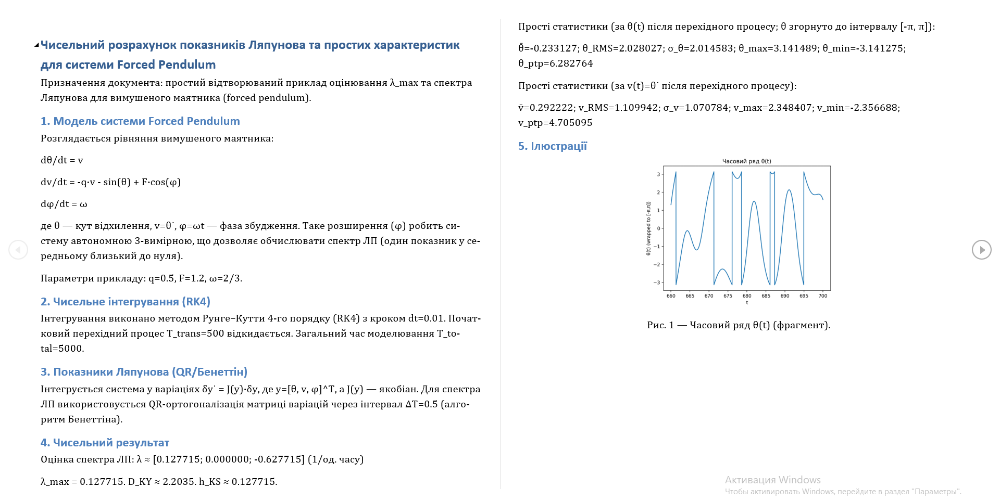 Чисельний розрахунок показників Ляпунова та простих характеристик
для системи Forced Pendulum
Призначення документа: простий відтворюваний приклад оцінювання λ_max та спектра
Ляпунова для вимушеного маятника (forced pendulum).
1. Модель системи Forced Pendulum
Розглядається рівняння вимушеного маятника:
dθ/dt = v
dv/dt = -q·v - sin(θ) + F·cos(φ)
dφ/dt = ω
де θ — кут відхилення, v=θ˙, φ=ωt — фаза збудження. Таке розширення (φ) робить си-
стему автономною 3-вимірною, що дозволяє обчислювати спектр ЛП (один показник у се-
редньому близький до нуля).
Параметри прикладу: q=0.5, F=1.2, ω=2/3.
2. Чисельне інтегрування (RK4)
Інтегрування виконано методом Рунге–Кутти 4-го порядку (RK4) з кроком dt=0.01. Почат-
ковий перехідний процес T_trans=500 відкидається. Загальний час моделювання T_to-
tal=5000.
3. Показники Ляпунова (QR/Бенеттін)
Інтегрується система у варіаціях δy˙ = J(y)·δy, де y=[θ, v, φ]^T, а J(y) — якобіан. Для спектра
ЛП використовується QR-ортогоналізація матриці варіацій через інтервал ΔT=0.5 (алго-
ритм Бенеттіна).
4. Чисельний результат
Оцінка спектра ЛП: λ ≈ [0.127715; 0.000000; -0.627715] (1/од. часу)
λ_max = 0.127715. D_KY ≈ 2.2035. h_KS ≈ 0.127715.
Прості статистики (за θ(t) після перехідного процесу; θ згорнуто до інтервалу [-π, π]):
θ̄=-0.233127; θ_RMS=2.028027; σ_θ=2.014583; θ_max=3.141489; θ_min=-3.141275;
θ_ptp=6.282764
Прості статистики (за v(t)=θ˙ після перехідного процесу):
v̄=0.292222; v_RMS=1.109942; σ_v=1.070784; v_max=2.348407; v_min=-2.356688;
v_ptp=4.705095
5. Ілюстрації
Часовий ряд θ(t)
θ(t) (wrapped to [-π,π])
3
2
1
0
−1
−2
−3
660 665 670 675 680 685 690 695 700
t
Рис. 1 — Часовий ряд θ(t) (фрагмент).
Активация Windows
Чтобы активировать Windows, перейдите в раздел "Параметры".